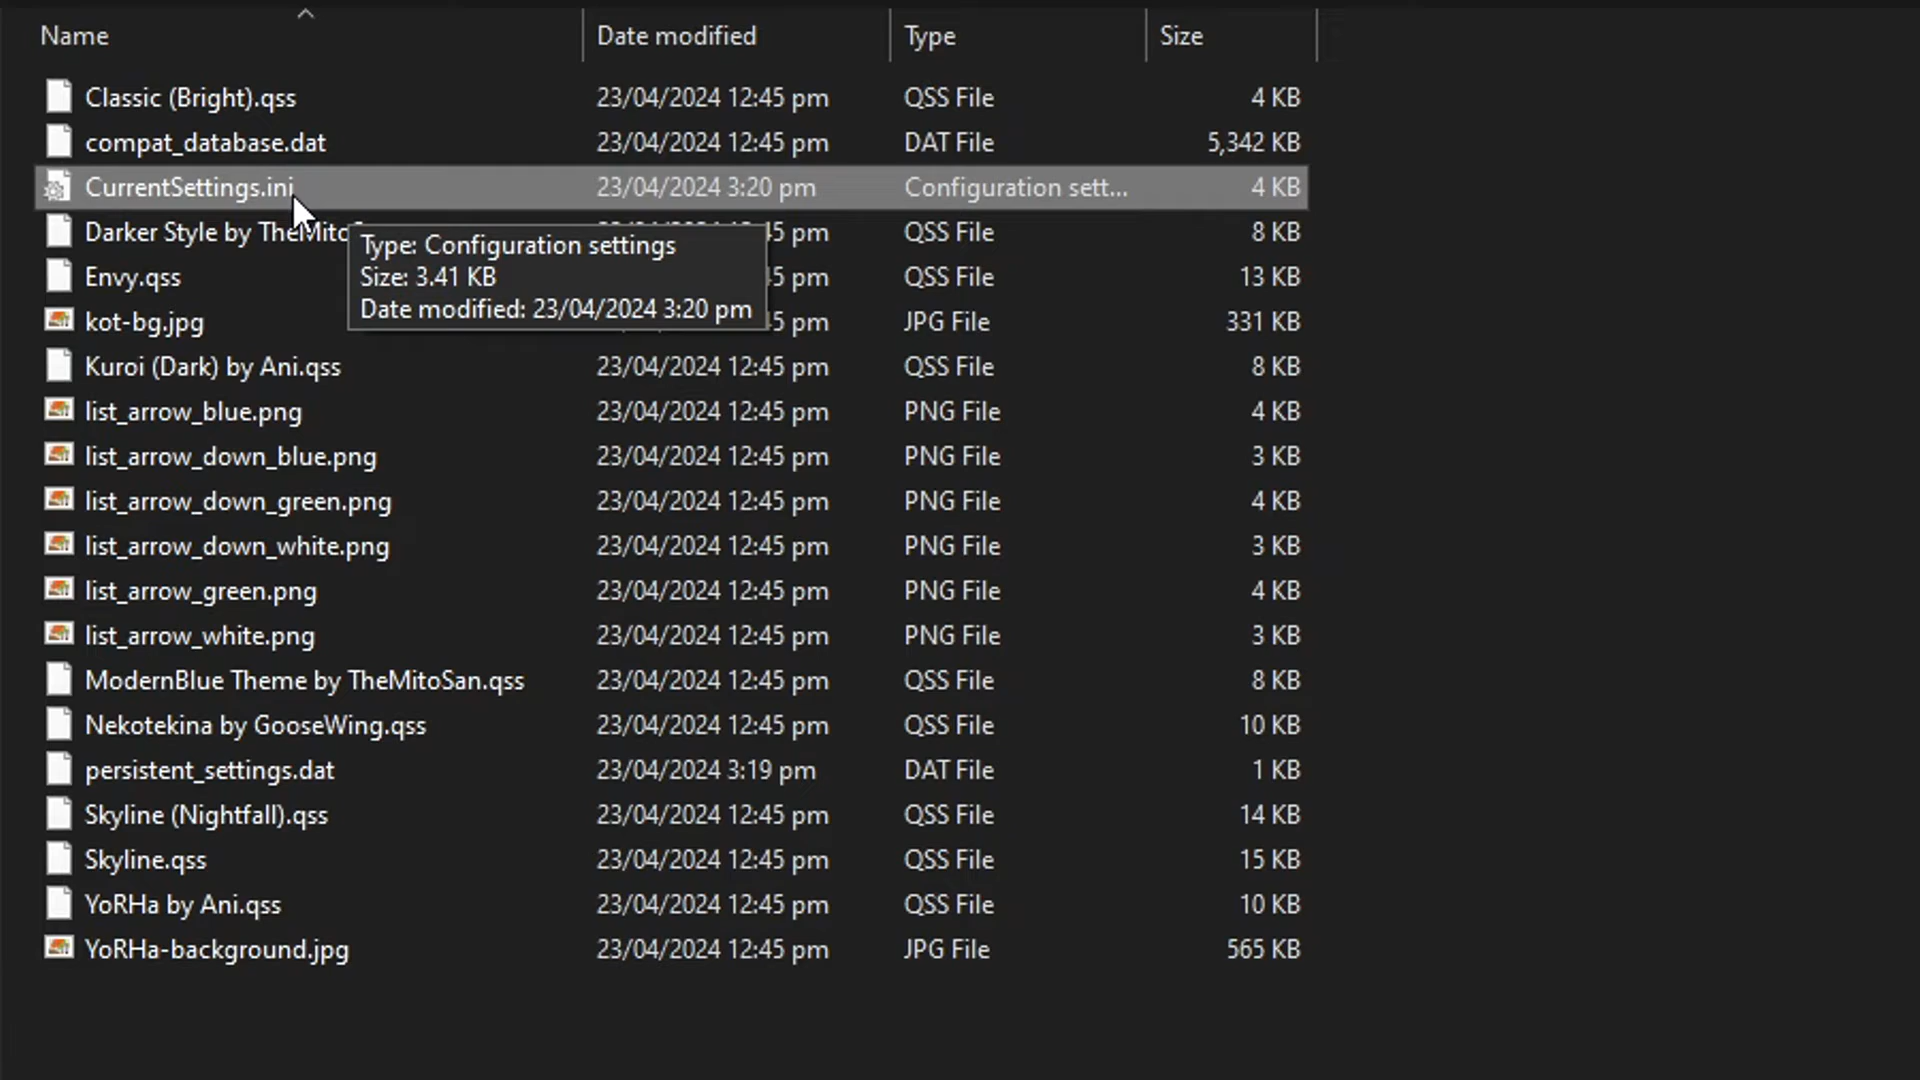 Name Date modified Type Size
Classic (Bright).qss 23/04/2024 12:45 pm QSS File 4 KB
compat_database.dat 23/04/2024 12:45 pm DAT File 5,342 KB
CurrentSettings.ini 23/04/2024 3:20 pm Configuration sett... 4 KB
Darker Style by TheMito :45 pm QSS File 8 KB
Type: Configuration settings
Size: 3.41 KB
Date modified: 23/04/2024 3:20 pm
Envy.qss 45 pm QSS File 13 KB
kot-bg.jpg 45 pm JPG File 331 KB
Kuroi (Dark) by Ani.qss 23/04/2024 12:45 pm QSS File 8 KB
list_arrow_blue.png 23/04/2024 12:45 pm PNG File 4 KB
list_arrow_down_blue.png 23/04/2024 12:45 pm PNG File 3 KB
list_arrow_down_green.png 23/04/2024 12:45 pm PNG File 4 KB
list_arrow_down_white.png 23/04/2024 12:45 pm PNG File 3 KB
list_arrow_green.png 23/04/2024 12:45 pm PNG File 4 KB
list_arrow_white.png 23/04/2024 12:45 pm PNG File 3 KB
ModernBlue Theme by TheMitoSan.qss 23/04/2024 12:45 pm QSS File 8 KB
Nekotekina by GooseWing.qss 23/04/2024 12:45 pm QSS File 10 KB
persistent_settings.dat 23/04/2024 3:19 pm DAT File 1 KB
Skyline (Nightfall).qss 23/04/2024 12:45 pm QSS File 14 KB
Skyline.qss 23/04/2024 12:45 pm QSS File 15 KB
YoRHa by Ani.qss 23/04/2024 12:45 pm QSS File 10 KB
YoRHa-background.jpg 23/04/2024 12:45 pm JPG File 565 KB